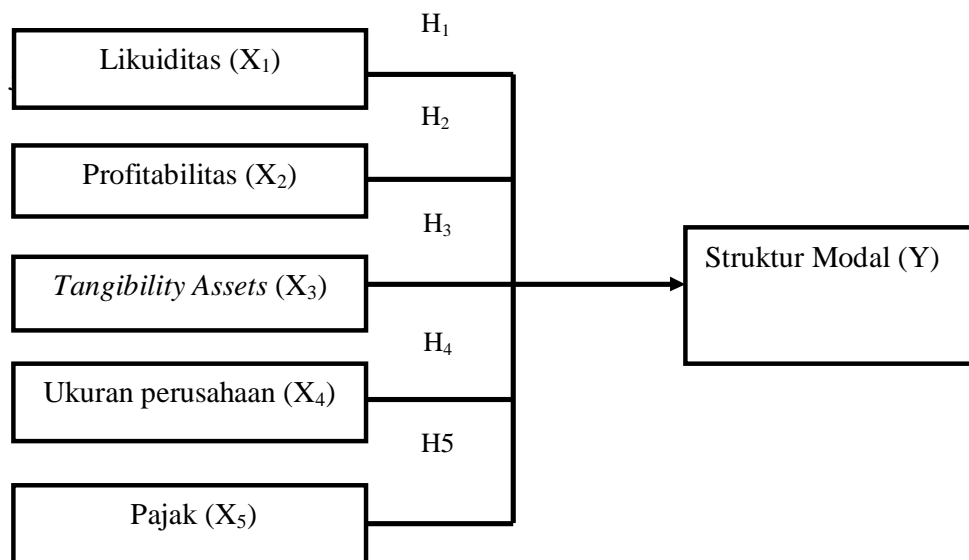 H₁
Likuiditas (X₁)
H₂
Profitabilitas (X₂)
H₃
Tangibility Assets (X₃)
Struktur Modal (Y)
H₄
Ukuran perusahaan (X₄)
H5
Pajak (X₅)